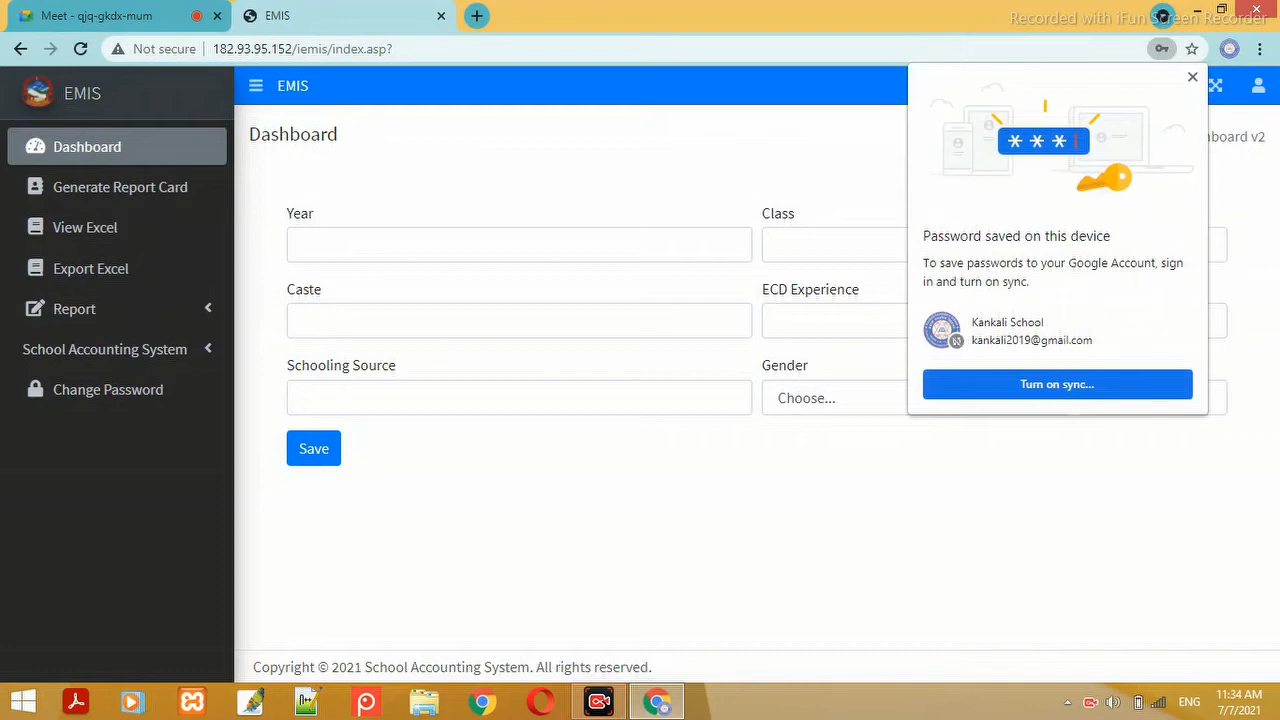 Meet - qjq-gkdx-mum
EMIS
Recorded with iFun Screen Recorder
Not secure
182.93.95.152/iemis/index.asp?
EMIS
EMIS
Dashboard
Generate Report Card
View Excel
Export Excel
Report
School Accounting System
Change Password
Dashboard
board v2
Year
Class
Caste
ECD Experience
Schooling Source
Gender
Choose...
Save
***
Password saved on this device
To save passwords to your Google Account, sign
in and turn on sync.
Kankali School
kankali2019@gmail.com
Turn on sync...
Copyright © 2021 School Accounting System. All rights reserved.
ENG
11:34 AM
7/7/2021